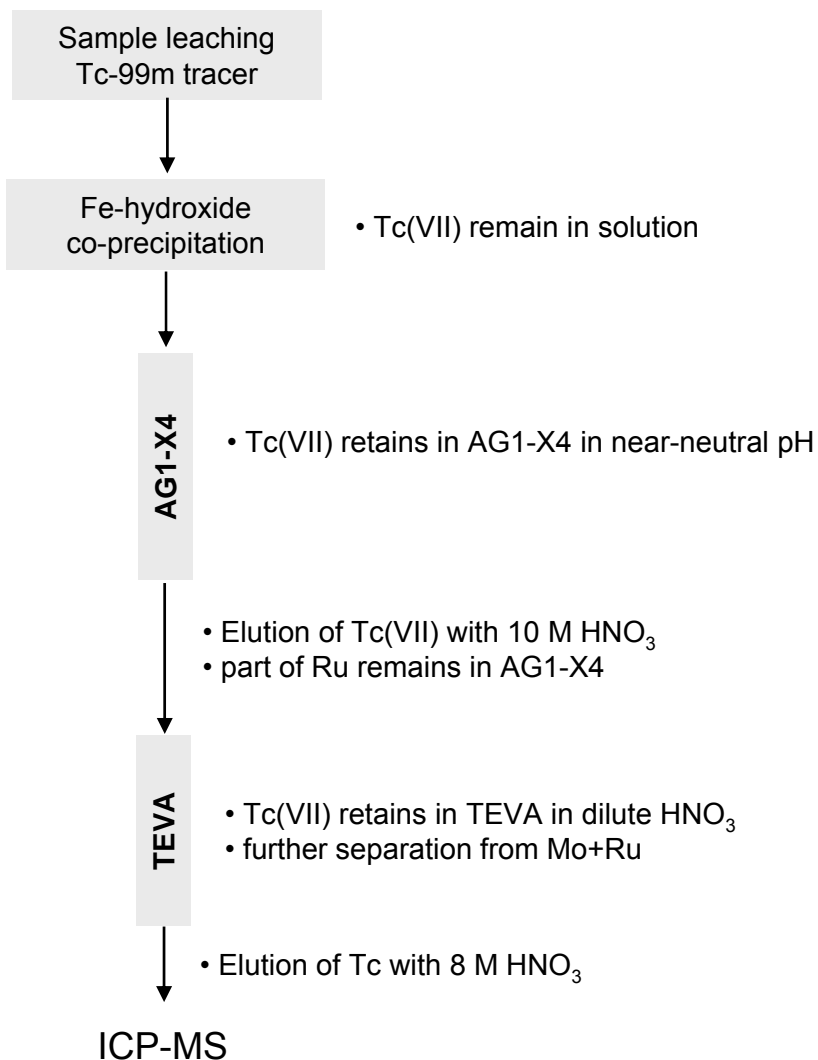 Sample leaching
Tc-99m tracer
Fe-hydroxide
co-precipitation
• Tc(VII) remain in solution
AG1-X4
• Tc(VII) retains in AG1-X4 in near-neutral pH
• Elution of Tc(VII) with 10 M HNO₃
• part of Ru remains in AG1-X4
TEVA
• Tc(VII) retains in TEVA in dilute HNO₃
• further separation from Mo+Ru
• Elution of Tc with 8 M HNO₃
ICP-MS